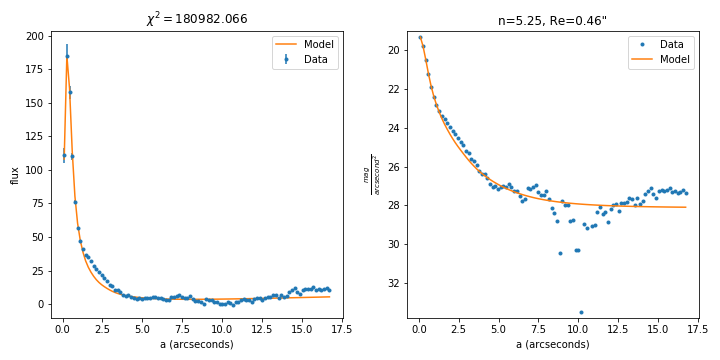 χ² = 180982.066
Model
Data
flux
200
175
150
125
100
75
50
25
0
0.0 2.5 5.0 7.5 10.0 12.5 15.0 17.5
a (arcseconds)
n=5.25, Re=0.46"
Data
Model
mag
arcsecond²
20
22
24
26
28
30
32
0.0 2.5 5.0 7.5 10.0 12.5 15.0 17.5
a (arcseconds)